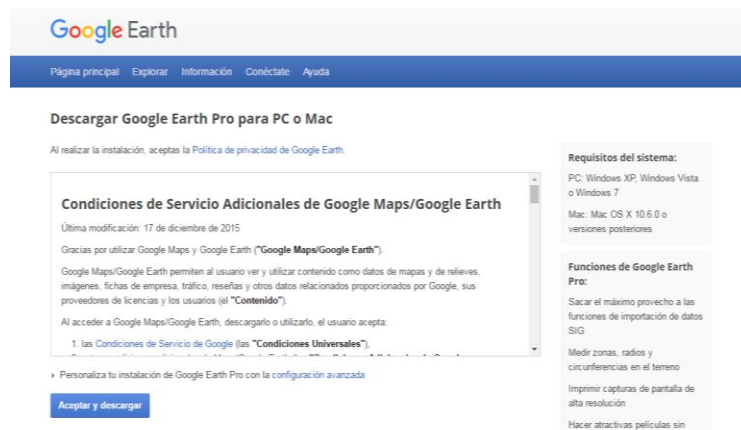 Google Earth
Página principal Explorar Información Conéctate Ayuda
Descargar Google Earth Pro para PC o Mac
Al realizar la instalación, aceptas la Política de privacidad de Google Earth.
Condiciones de Servicio Adicionales de Google Maps/Google Earth
Última modificación: 17 de diciembre de 2015
Gracias por utilizar Google Maps y Google Earth ("Google Maps/Google Earth").
Google Maps/Google Earth permiten al usuario ver y utilizar contenido como datos de mapas y de relieves,
imágenes, fichas de empresa, tráfico, reseñas y otros datos relacionados proporcionados por Google, sus
proveedores de licencias y los usuarios (el "Contenido").
Al acceder a Google Maps/Google Earth, descargarlo o utilizarlo, el usuario acepta:
1. las Condiciones de Servicio de Google (las "Condiciones Universales"),
Personaliza tu instalación de Google Earth Pro con la configuración avanzada
Aceptar y descargar
Requisitos del sistema:
PC: Windows XP, Windows Vista
o Windows 7
Mac: Mac OS X 10.6.0 o
versiones posteriores
Funciones de Google Earth
Pro:
Sacar el máximo provecho a las
funciones de importación de datos
SIG
Medir zonas, radios y
circunferencias en el terreno
Imprimir capturas de pantalla de
alta resolución
Hacer atractivas películas sin